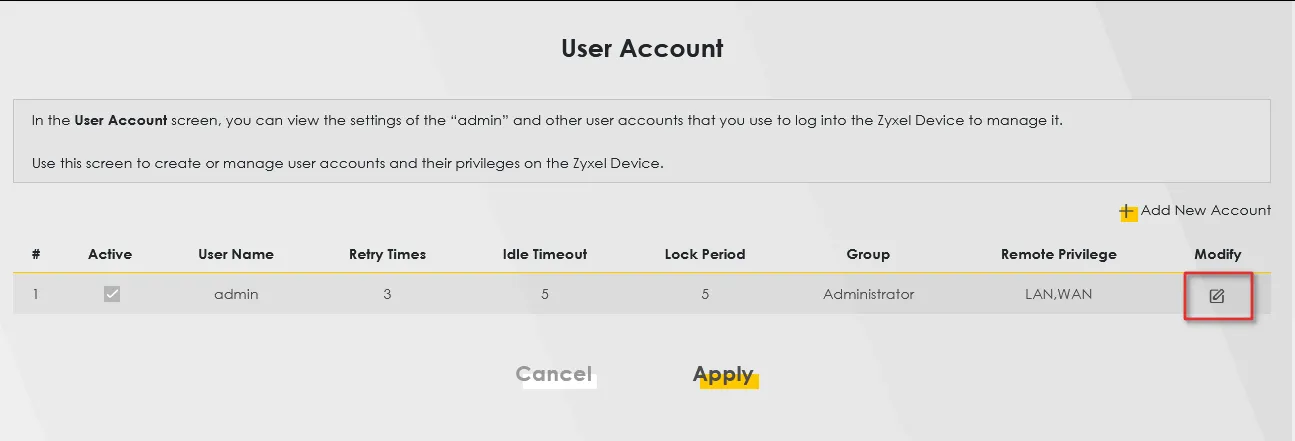 User Account
In the User Account screen, you can view the settings of the “admin” and other user accounts that you use to log into the Zyxel Device to manage it.
Use this screen to create or manage user accounts and their privileges on the Zyxel Device.
Add New Account
# Active User Name Retry Times Idle Timeout Lock Period Group Remote Privilege Modify
1 admin 3 5 5 Administrator LAN,WAN
Cancel Apply